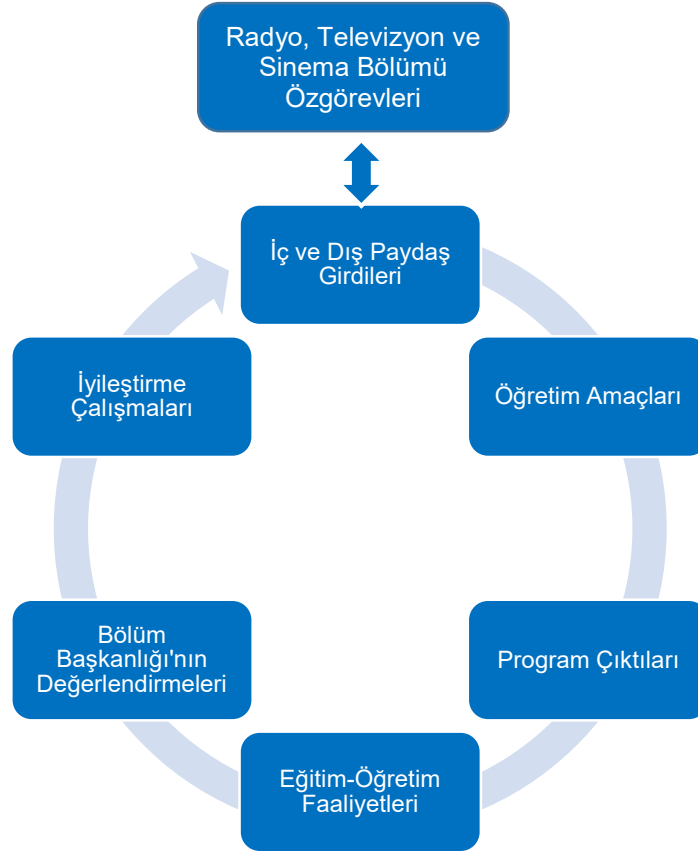 Radyo, Televizyon ve
Sinema Bölümü
Özgörevleri
İç ve Dış Paydaş
Girdileri
Öğretim Amaçları
Program Çıktıları
Eğitim-Öğretim
Faaliyetleri
Bölüm
Başkanlığı'nın
Değerlendirmeleri
İyileştirme
Çalışmaları